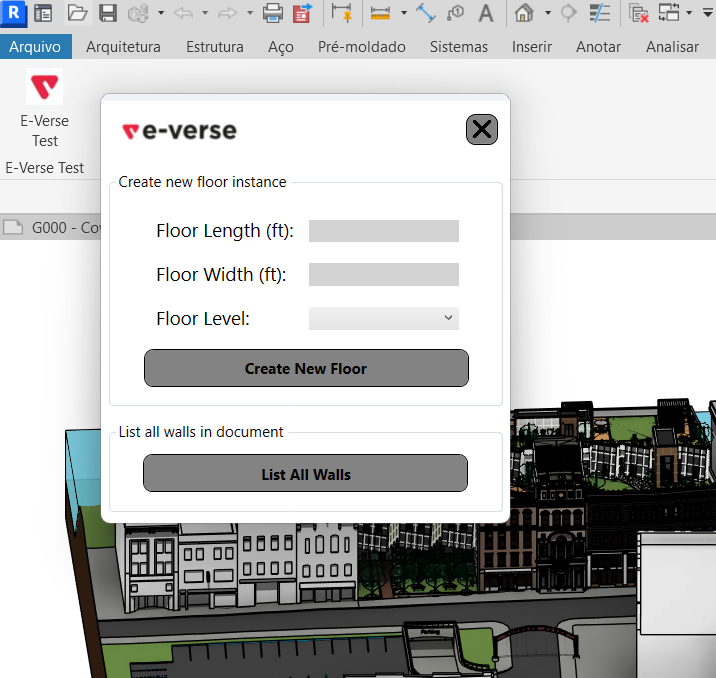 R
A
Arquivo Arquitetura Estrutura Aço Pré-moldado Sistemas Inserir Anotar Analisar
E-Verse
Test
E-Verse Test
G000 - Cov
e-verse
Create new floor instance
Floor Length (ft):
Floor Width (ft):
Floor Level:
Create New Floor
List all walls in document
List All Walls
Parking